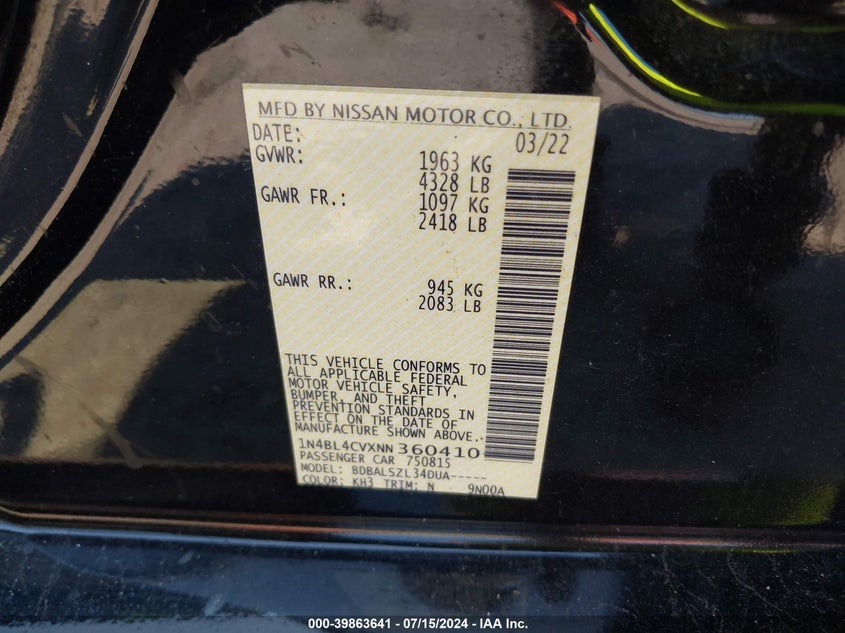 MFD BY NISSAN MOTOR CO., LTD.
DATE: 03/22
GVWR: 1963 KG
4328 LB
GAWR FR.: 1097 KG
2418 LB
GAWR RR.: 945 KG
2083 LB
THIS VEHICLE CONFORMS TO
ALL APPLICABLE FEDERAL
MOTOR VEHICLE SAFETY,
BUMPER, AND THEFT
PREVENTION STANDARDS IN
EFFECT ON THE DATE OF
MANUFACTURE SHOWN ABOVE.
1N4BL4CVXNN360410
PASSENGER CAR 750815
MODEL: BDBALSZL34DUA-----
COLOR: KH3 TRIM: N 9N00A
000-39863641 / 07/15/2024 - IAA Inc.